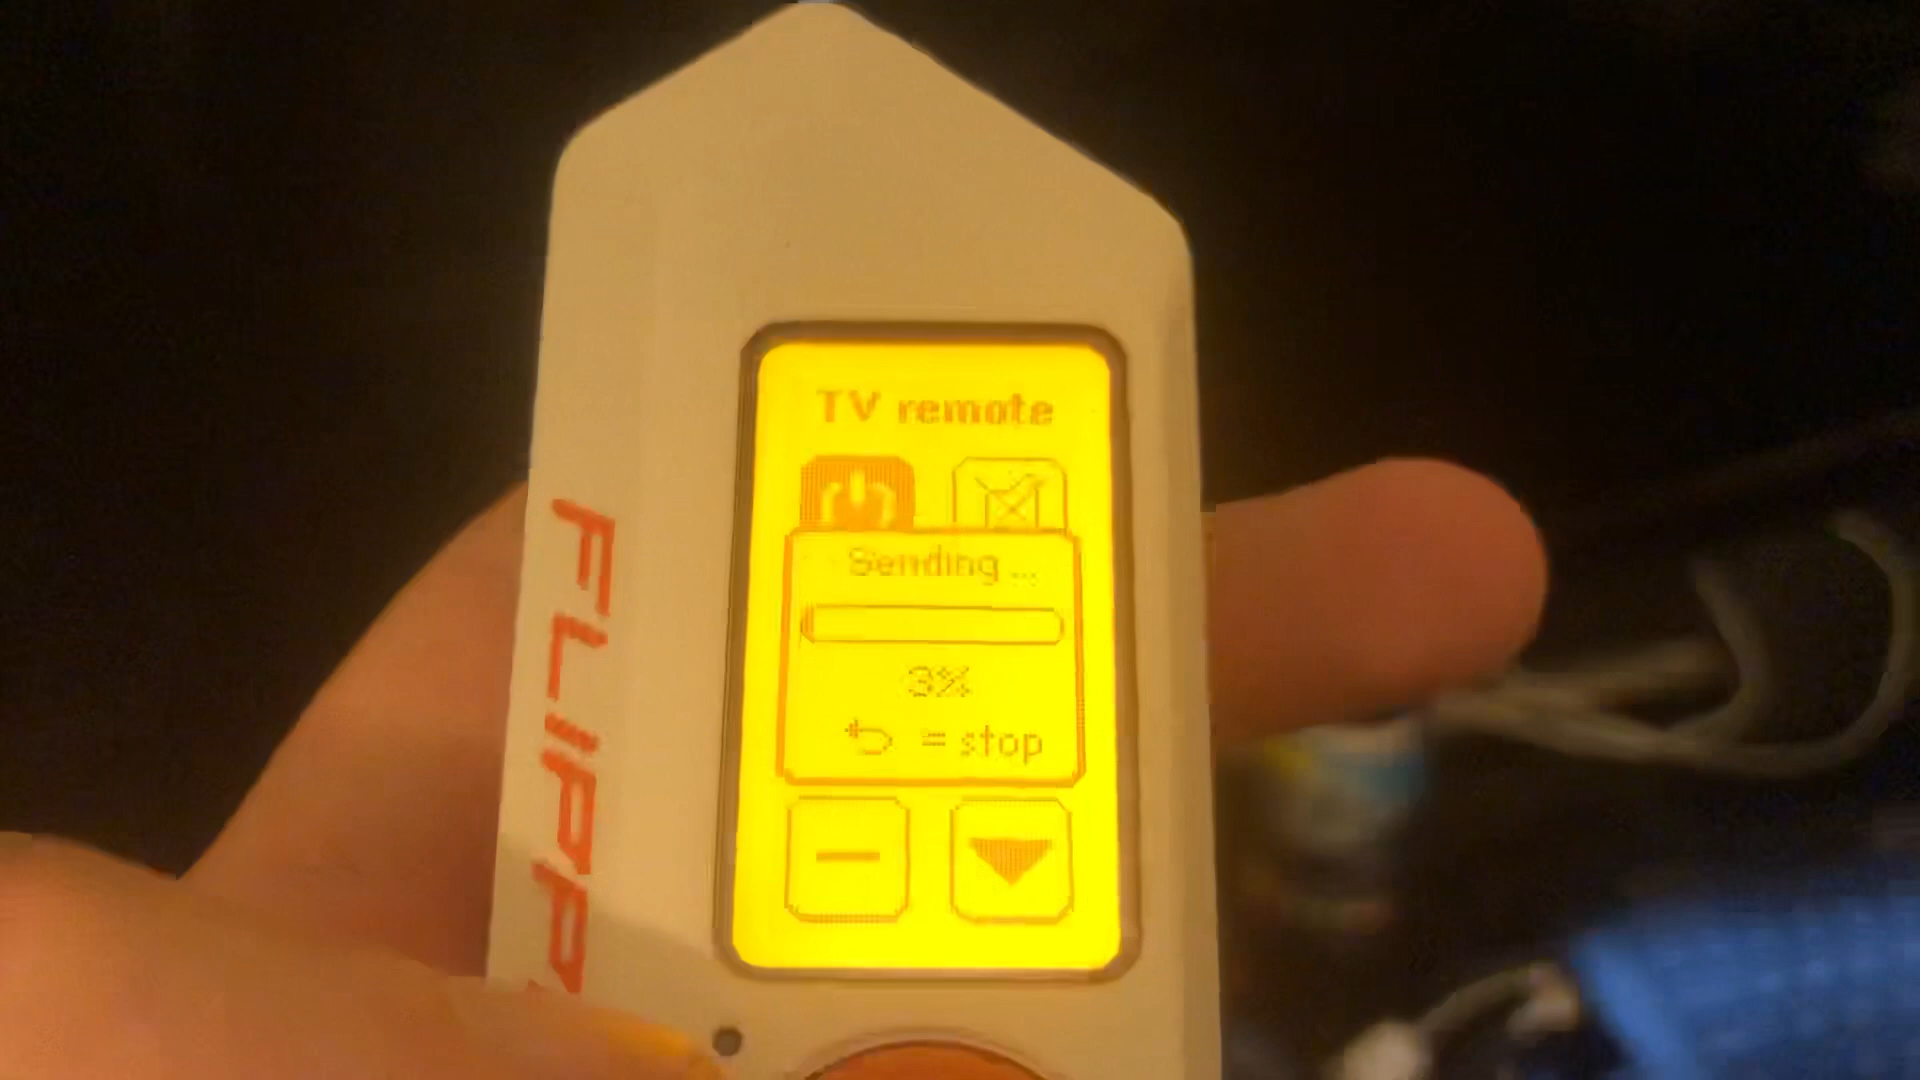 TV remote
Sending ...
3%
= stop
FLIPP